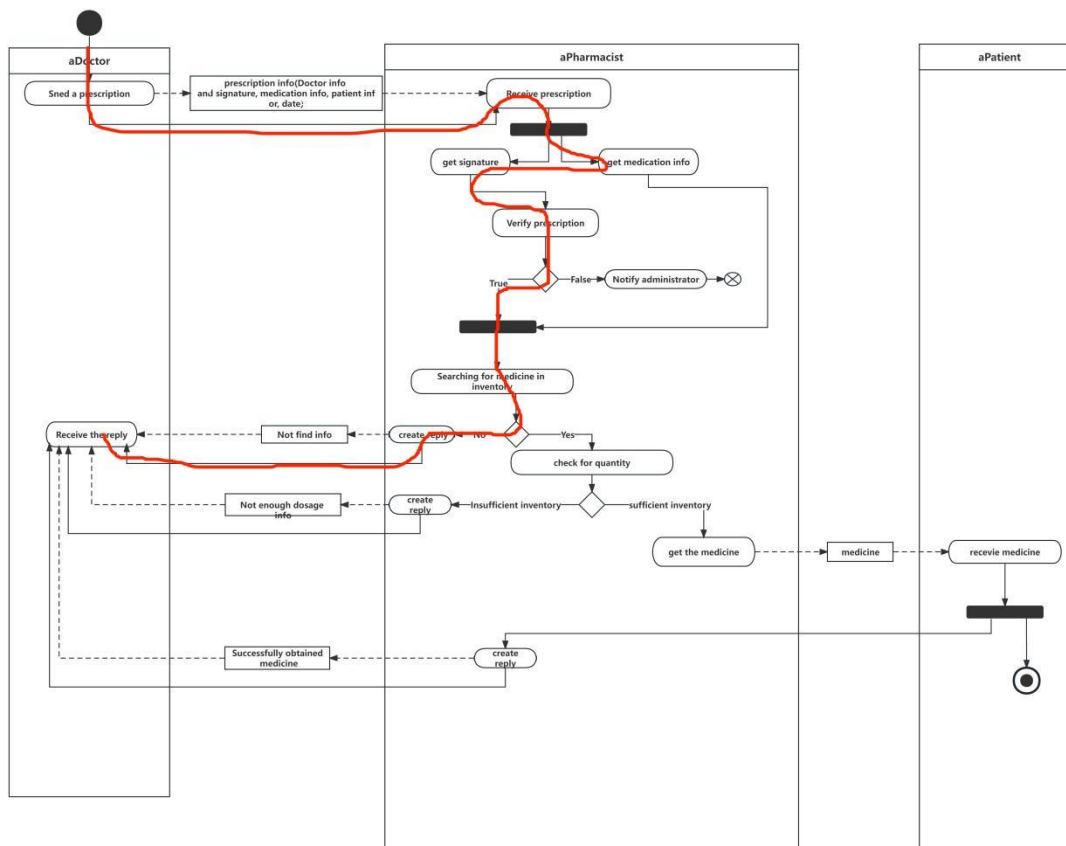 aDoctor
aPharmacist
aPatient
Sned a prescription
prescription info(Doctor info
and signature, medication info, patient inf
or, date;
Receive prescription
get signature
get medication info
Verify prescription
True
False
Notify administrator
Searching for medicine in
inventory
Receive the reply
Not find info
create reply
No
Yes
check for quantity
Not enough dosage
info
create
reply
Insufficient inventory
sufficient inventory
get the medicine
medicine
recevie medicine
Successfully obtained
medicine
create
reply